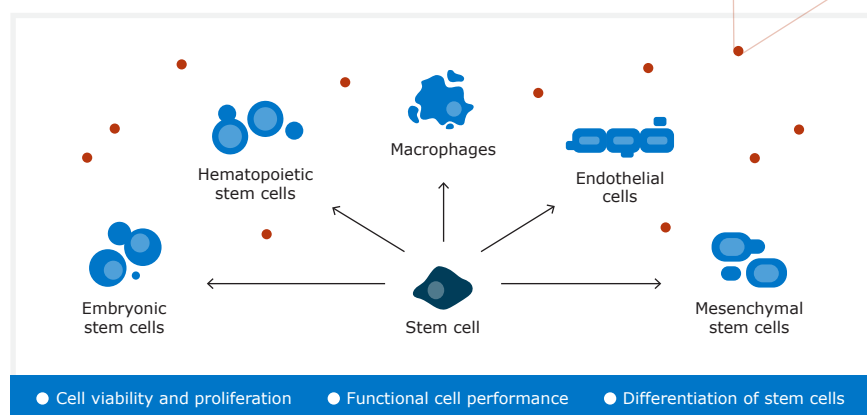 Macrophages
Hematopoietic
stem cells
Endothelial
cells
Embryonic
stem cells
Stem cell
Mesenchymal
stem cells
Cell viability and proliferation
Functional cell performance
Differentiation of stem cells